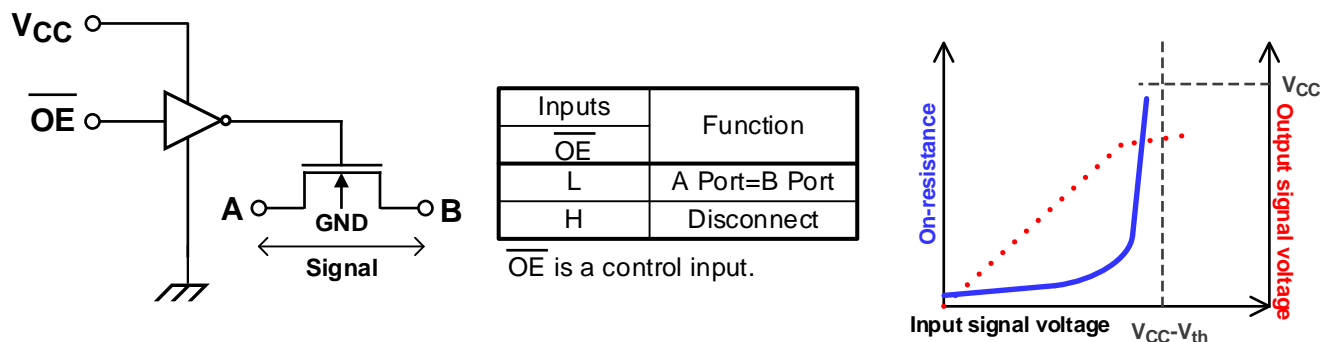 VCC
OE
A
GND
B
Signal
Inputs
Function
OE
L A Port=B Port
H Disconnect
OE is a control input.
On-resistance
VCC
Output signal voltage
Input signal voltage
VCC-Vth